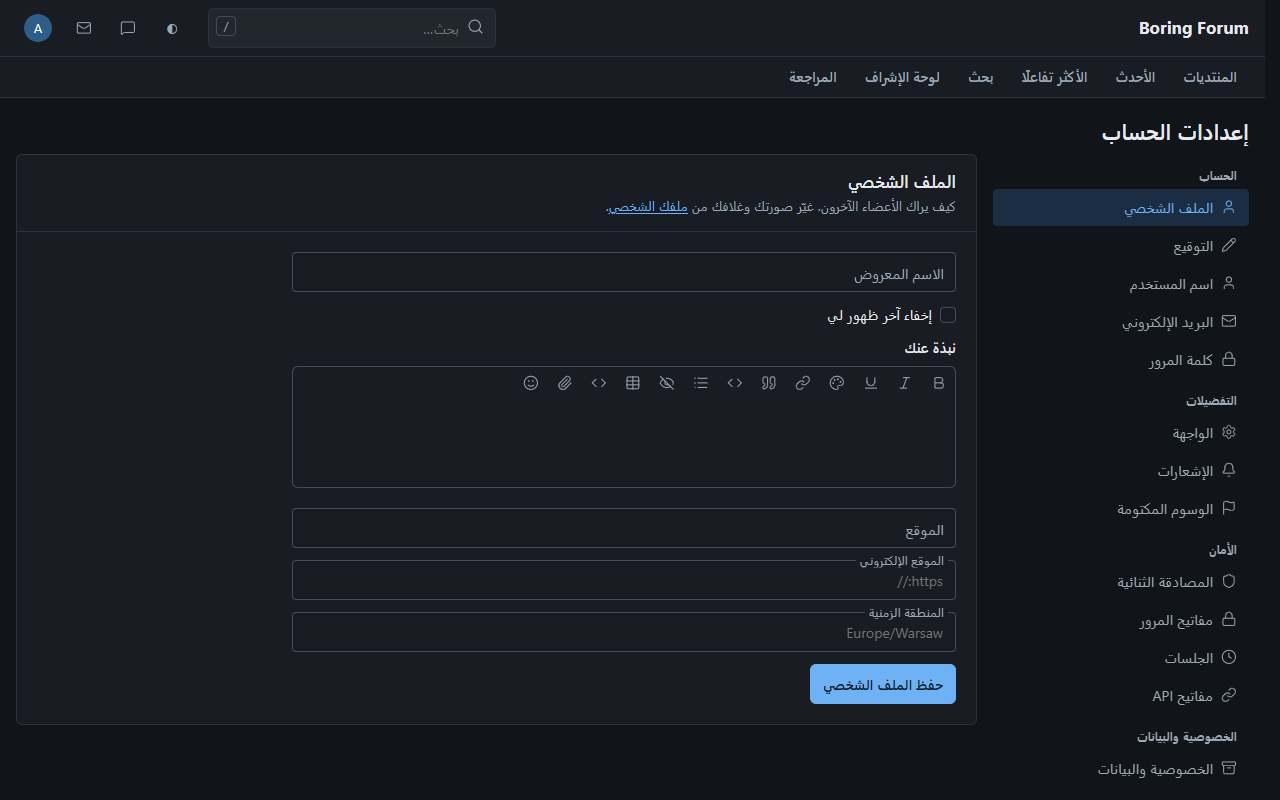 Boring Forum
بحث...
/
A
المنتديات
الأحدث
الأكثر تفاعلًا
بحث
لوحة الإشراف
المراجعة
إعدادات الحساب
الحساب
الملف الشخصي
التوقيع
اسم المستخدم
البريد الإلكتروني
كلمة المرور
التفضيلات
الواجهة
الإشعارات
الوسوم المكتومة
الأمان
المصادقة الثنائية
مفاتيح المرور
الجلسات
مفاتيح API
الخصوصية والبيانات
الخصوصية والبيانات
الملف الشخصي
كيف يراك الأعضاء الآخرون. غيّر صورتك وغلافك من ملفك الشخصي.
الاسم المعروض
إخفاء آخر ظهور لي
نبذة عنك
الموقع
الموقع الإلكتروني
https://
المنطقة الزمنية
Europe/Warsaw
حفظ الملف الشخصي